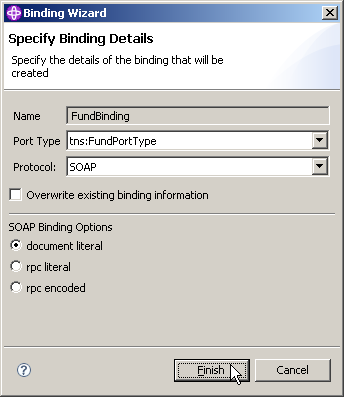 Binding Wizard
Specify Binding Details
Specify the details of the binding that will be
created
Name FundBinding
Port Type tns:FundPortType
Protocol: SOAP
Overwrite existing binding information
SOAP Binding Options
document literal
rpc literal
rpc encoded
? Finish Cancel